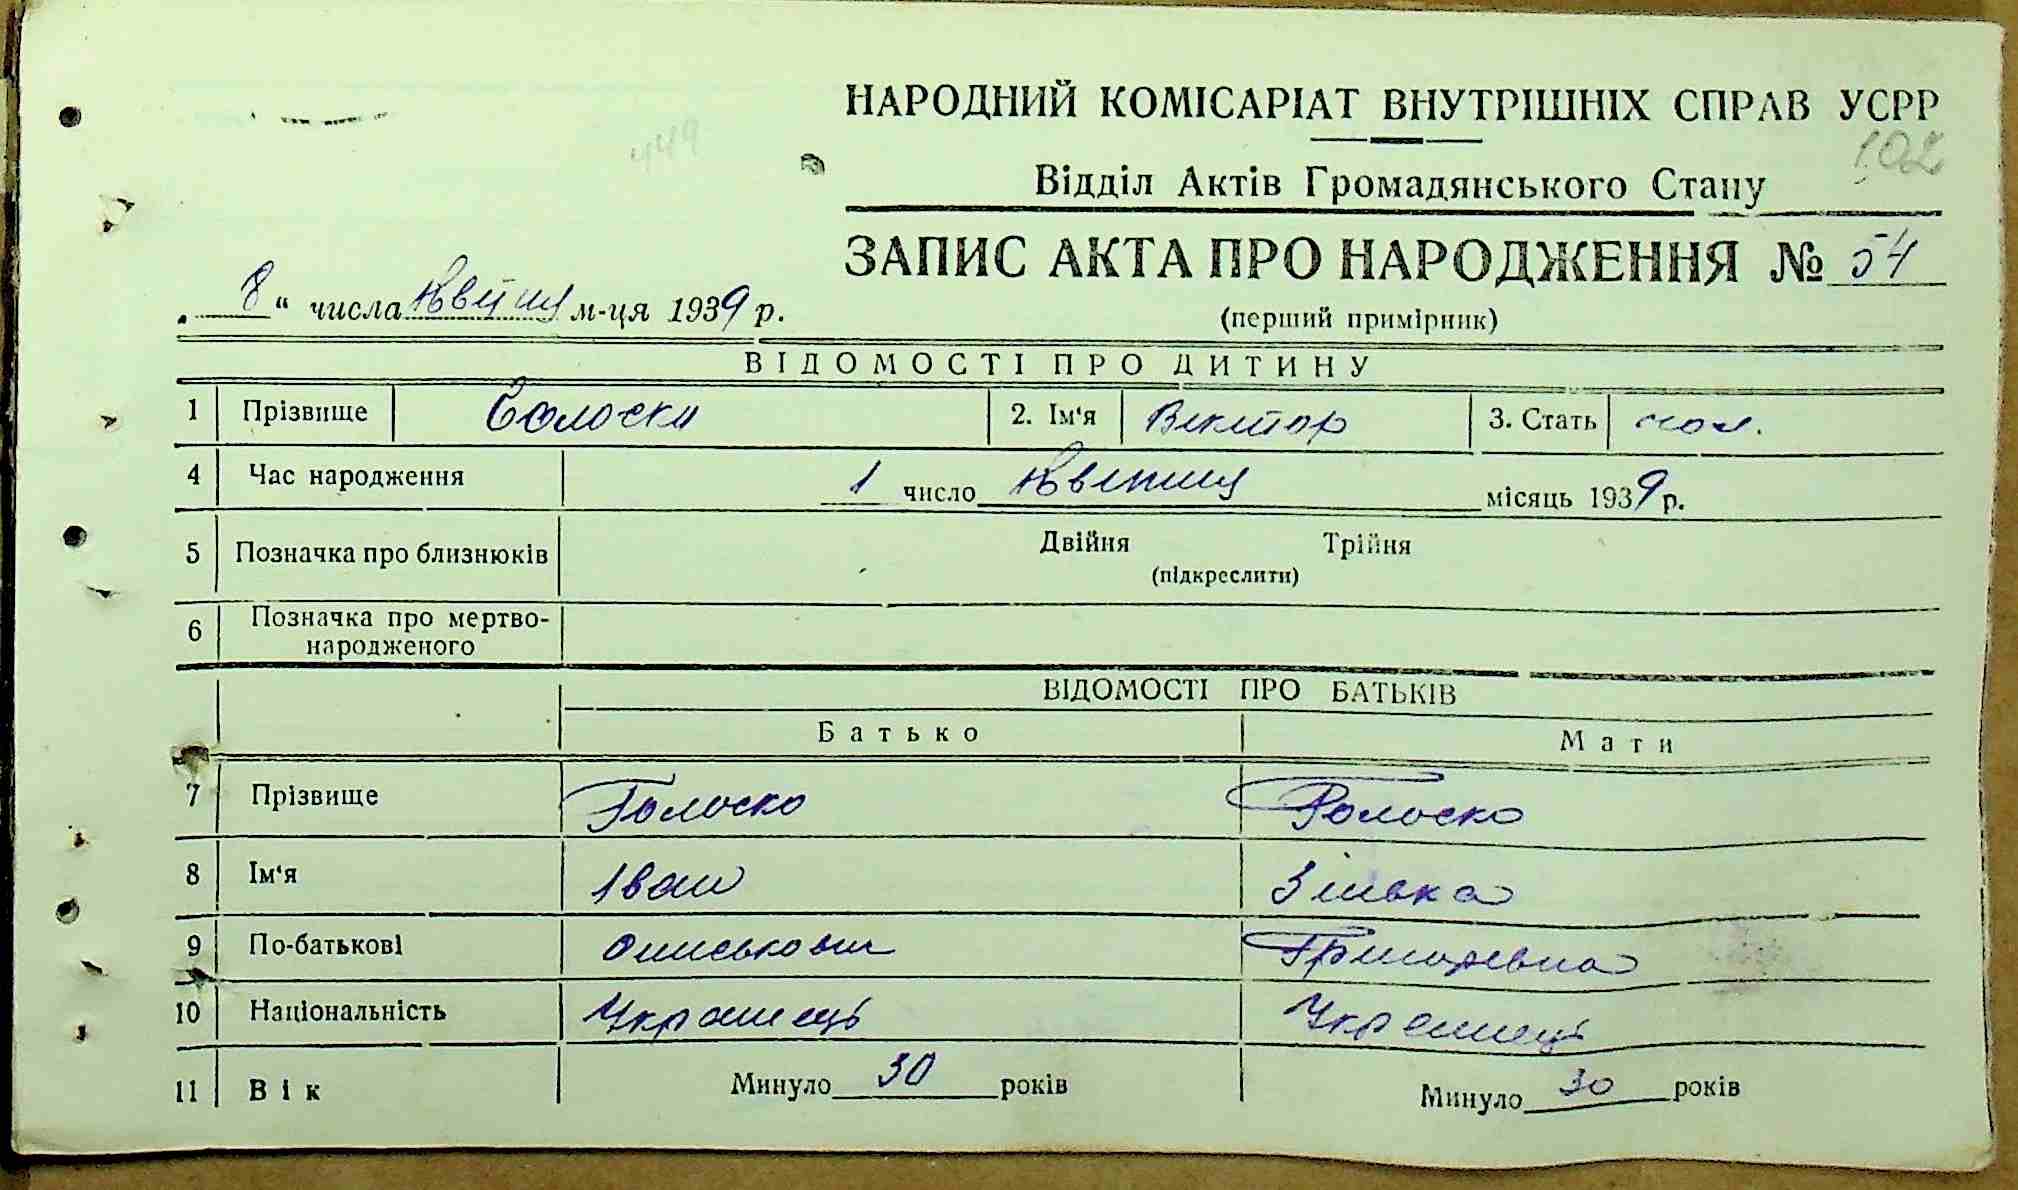 НАРОДНИЙ КОМІСАРІАТ ВНУТРІШНІХ СПРАВ УСРР
449
102
Відділ Актів Громадянського Стану
ЗАПИС АКТА ПРО НАРОДЖЕННЯ № 54
„ 8 “ числа Квітня м-ця 1939 р.
(перший примірник)
ВІДОМОСТІ ПРО ДИТИНУ
1 Прізвище Голоско 2. Ім‘я Віктор 3. Стать чол.
4 Час народження 1 число Квітня місяць 1939 р.
5 Позначка про близнюків Двійня Трійня
(підкреслити)
6 Позначка про мертво-
народженого
ВІДОМОСТІ ПРО БАТЬКІВ
Батько Мати
7 Прізвище Голоско Голоско
8 Ім‘я Іван Зінька
9 По-батькові Григоревна
10 Національність Українець Українець
11 Вік Минуло 30 років Минуло 30 років